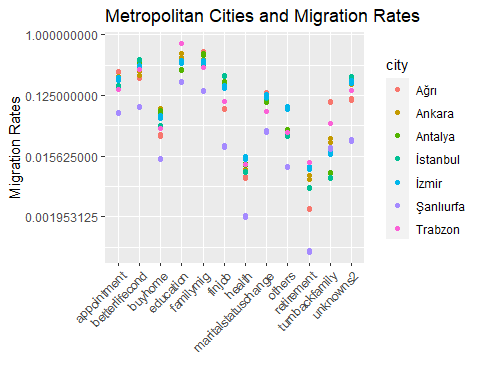 Metropolitan Cities and Migration Rates
Migration Rates
1.000000000
0.125000000
0.015625000
0.001953125
appointment
betterlifecond
buyhome
education
familymig
finjob
health
maritalstatuschange
others
retirement
turnbackfamily
unknowns2
city
Ağrı
Ankara
Antalya
İstanbul
İzmir
Şanlıurfa
Trabzon